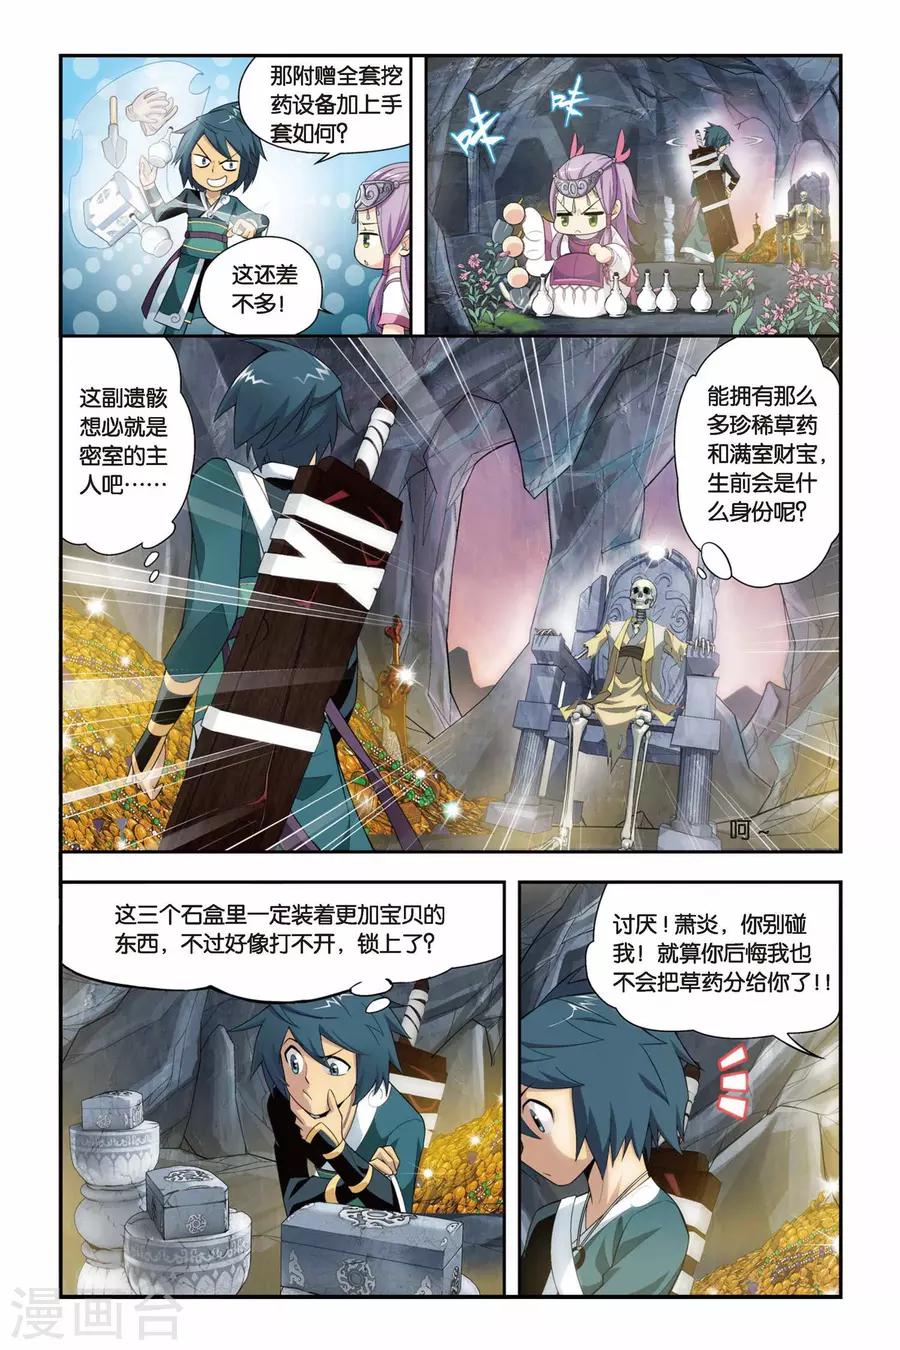 那附赠全套挖
药设备加上手
套如何？
这还差
不多！
咔
咔
这副遗骸
想必就是
密室的主
人吧……
能拥有那么
多珍稀草药
和满室财宝，
生前会是什
么身份呢？
呵~
这三个石盒里一定装着更加宝贝的
东西，不过好像打不开，锁上了？
讨厌！萧炎，你别碰
我！就算你后悔我也
不会把草药分给你了！！
漫画台